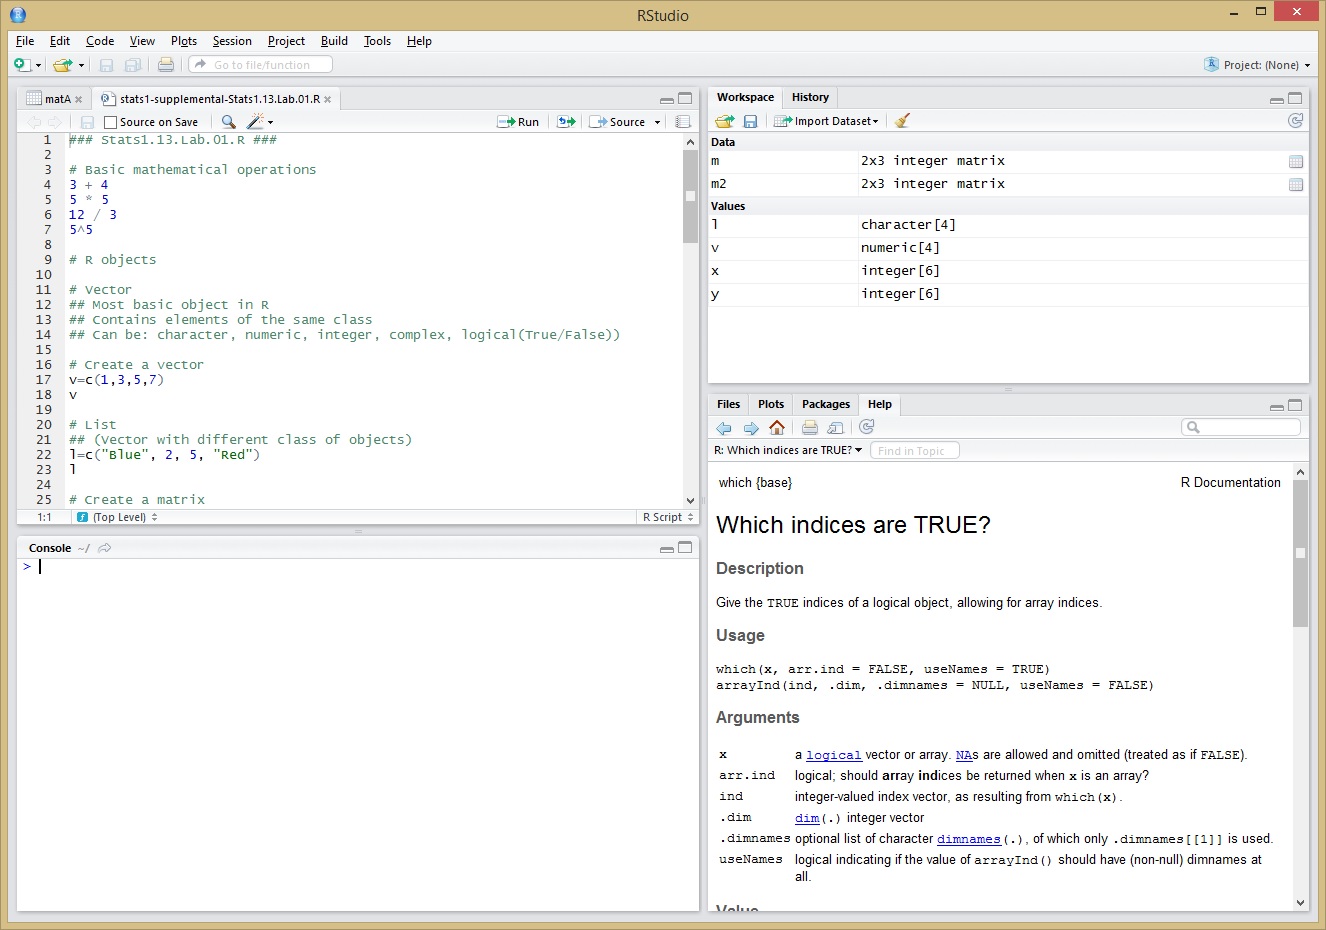 RStudio
File Edit Code View Plots Session Project Build Tools Help
Go to file/function
Project: (None)
matA
stats1-supplemental-Stats1.13.Lab.01.R
Source on Save
Run
Source
1 ### Stats1.13.Lab.01.R ###
2
3 # Basic mathematical operations
4 3 + 4
5 5 * 5
6 12 / 3
7 5^5
8
9 # R objects
10
11 # Vector
12 ## Most basic object in R
13 ## Contains elements of the same class
14 ## Can be: character, numeric, integer, complex, logical(True/False))
15
16 # Create a vector
17 v=c(1,3,5,7)
18 v
19
20 # List
21 ## (Vector with different class of objects)
22 l=c("Blue", 2, 5, "Red")
23 l
24
25 # Create a matrix
1:1 (Top Level) R Script
Console ~/
>
Workspace History
Import Dataset
Data
m 2x3 integer matrix
m2 2x3 integer matrix
Values
l character[4]
v numeric[4]
x integer[6]
y integer[6]
Files Plots Packages Help
R: Which indices are TRUE? Find in Topic
which {base} R Documentation
Which indices are TRUE?
Description
Give the TRUE indices of a logical object, allowing for array indices.
Usage
which(x, arr.ind = FALSE, useNames = TRUE)
arrayInd(ind, .dim, .dimnames = NULL, useNames = FALSE)
Arguments
x a logical vector or array. NAs are allowed and omitted (treated as if FALSE).
arr.ind logical; should array indices be returned when x is an array?
ind integer-valued index vector, as resulting from which(x).
.dim dim(.) integer vector
.dimnames optional list of character dimnames(.), of which only .dimnames[[1]] is used.
useNames logical indicating if the value of arrayInd() should have (non-null) dimnames at
all.
Value